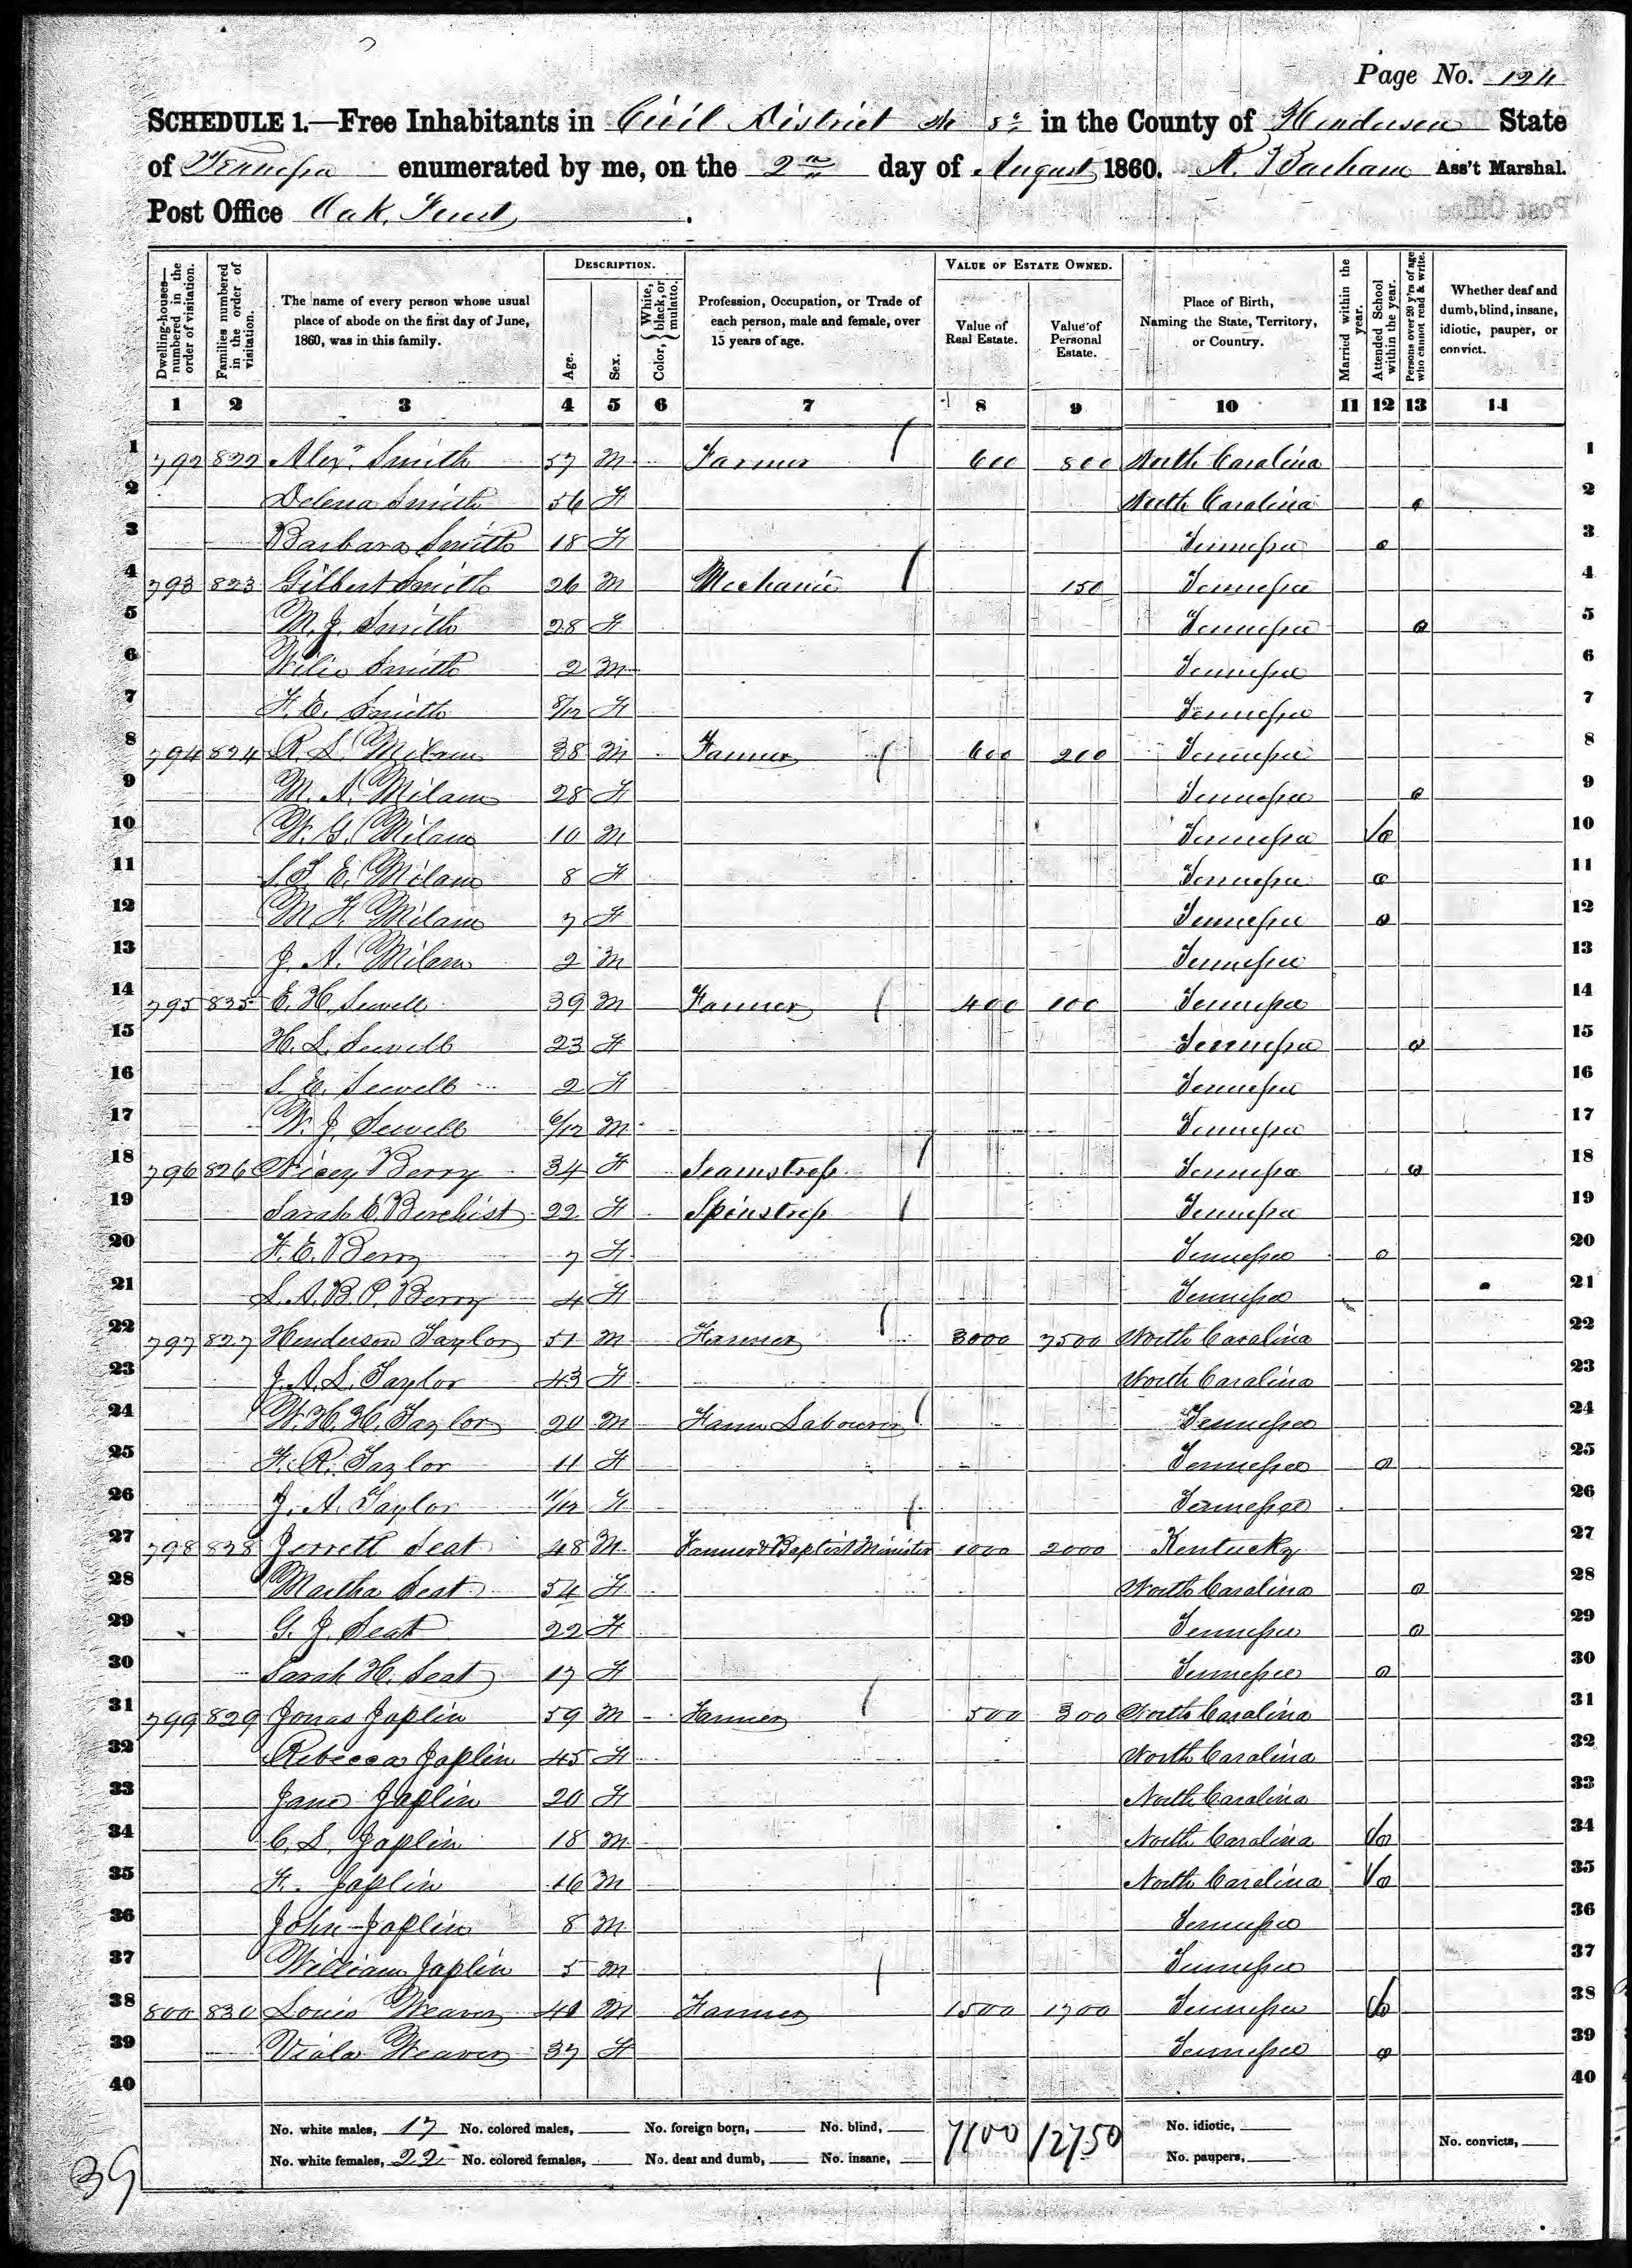 Page No. 124
SCHEDULE 1.—Free Inhabitants in Civil District No 8th in the County of Henderson State
of Tennessee enumerated by me, on the 2nd day of August 1860. Ass't Marshal.
Post Office Oak Forest.
Dwelling-houses—numbered in the order of visitation. Families numbered in the order of visitation. The name of every person whose usual place of abode on the first day of June, 1860, was in this family. DESCRIPTION. Age. Sex. Color, White, black, or mulatto. Profession, Occupation, or Trade of each person, male and female, over 15 years of age. VALUE OF ESTATE OWNED. Value of Real Estate. Value of Personal Estate. Place of Birth, Naming the State, Territory, or Country. Married within the year. Attended School within the year. Persons over 20 y'rs of age who cannot read & write. Whether deaf and dumb, blind, insane, idiotic, pauper, or convict.
1 2 3 4 5 6 7 8 9 10 11 12 13 14
1 792 822 Alexr. Smith 57 M Farmer 600 800 North Carolina 1
2 Delena Smith 56 F North Carolina 2
3 Barbara Smith 18 F Tennessee 3
4 793 823 Gilbert Smith 26 M Mechanic 150 Tennessee 4
5 M. J. Smith 28 F Tennessee 5
6 Wilie Smith 2 M Tennessee 6
7 F. E. Smith 8/12 F Tennessee 7
8 794 824 R. S. Milam 38 M Farmer 600 200 Tennessee 8
9 M. A. Milam 28 F Tennessee 9
10 W. G. Milam 10 M Tennessee 10
11 S. T. E. Milam 8 F Tennessee 11
12 M. F. Milam 7 F Tennessee 12
13 J. A. Milam 2 M Tennessee 13
14 795 825 E. H. Sewell 39 M Farmer 400 100 Tennessee 14
15 H. L. Sewell 23 F Tennessee 15
16 S. E. Sewell 2 F Tennessee 16
17 W. J. Sewell 6/12 M Tennessee 17
18 796 826 Nicey Berry 34 F Seamstress Tennessee 18
19 Sarah E. Berchist 22 F Spinstress Tennessee 19
20 F. E. Berry 7 F Tennessee 20
21 S. A. B. P. Berry 4 F Tennessee 21
22 797 827 Henderson Taylor 51 M Farmer 3000 7500 North Carolina 22
23 J. A. S. Taylor 43 F North Carolina 23
24 W. H. H. Taylor 20 M Farm Labourer Tennessee 24
25 F. R. Taylor 11 F Tennessee 25
26 J. A. Taylor 11/12 F Tennessee 26
27 798 828 Jerrett Seat 48 M Farmer & Baptist Minister 1000 2000 Kentucky 27
28 Martha Seat 54 F North Carolina 28
29 G. J. Seat 22 F Tennessee 29
30 Sarah H. Seat 17 F Tennessee 30
31 799 829 Jonas Joplin 59 M Farmer 500 300 North Carolina 31
32 Rebecca Joplin 45 F North Carolina 32
33 Jane Joplin 20 F North Carolina 33
34 C. S. Joplin 18 M North Carolina 34
35 F. Joplin 16 M North Carolina 35
36 John Joplin 8 M Tennessee 36
37 William Joplin 5 M Tennessee 37
38 800 830 Louis Weaver 40 M Farmer 1500 1700 Tennessee 38
39 Viola Weaver 37 F Tennessee 39
40 40
No. white males, 17 No. colored males, No. foreign born, No. blind, 7100 12750 No. idiotic,
No. white females, 22 No. colored females, No. deaf and dumb, No. insane, No. paupers, No. convicts,
39